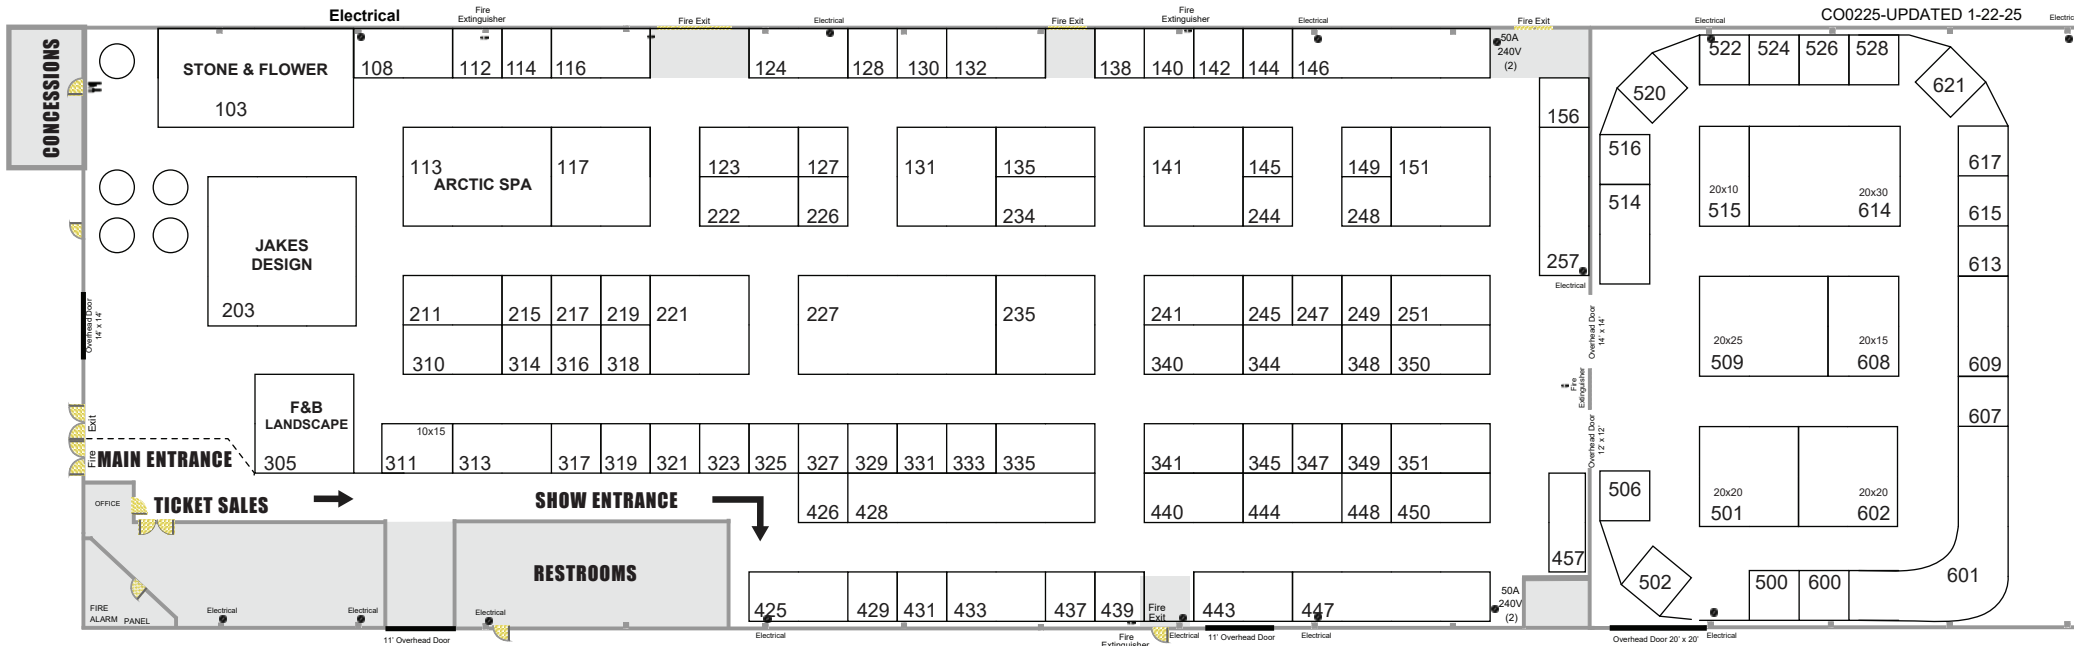 Electrical
Fire
Extinguisher
Fire Exit
Electrical
Fire Exit
Fire
Extinguisher
Electrical
Fire Exit
Electrical
CO0225-UPDATED 1-22-25
CONCESSIONS
STONE & FLOWER
103
108
112
114
116
124
128
130
132
138
140
142
144
146
50A
240V
(2)
522
524
526
528
520
621
156
113
ARCTIC SPA
117
123
127
131
135
141
145
149
151
516
617
222
226
234
244
248
514
20x10
515
20x30
614
615
JAKES
DESIGN
203
257
Electrical
613
Overhead Door
14' x 14'
211
215
217
219
221
227
235
241
245
247
249
251
Overhead Door
14' x 14'
310
314
316
318
340
344
348
350
20x25
509
20x15
608
609
Fire
Extinguisher
F&B
LANDSCAPE
305
Fire Exit
MAIN ENTRANCE
10x15
311
313
317
319
321
323
325
327
329
331
333
335
341
345
347
349
351
Overhead Door
12' x 12'
607
OFFICE
TICKET SALES
SHOW ENTRANCE
426
428
440
444
448
450
506
20x20
501
20x20
602
RESTROOMS
457
502
500
600
601
FIRE
ALARM PANEL
Electrical
Electrical
Electrical
425
429
431
433
437
439
Fire
Exit
443
447
50A
240V
(2)
11' Overhead Door
Electrical
Fire
Extinguisher
Electrical
11' Overhead Door
Electrical
Overhead Door 20' x 20'
Electrical